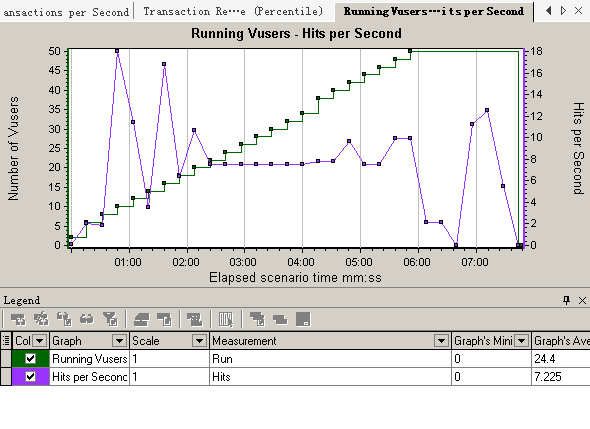 ansactions per Second
Transaction Re⋯e (Percentile)
Running Vusers⋯its per Second
Running Vusers - Hits per Second
Number of Vusers
50
45
40
35
30
25
20
15
10
5
0
18
16
14
12
10
8
6
4
2
0
Hits per Second
01:00 02:00 03:00 04:00 05:00 06:00 07:00
Elapsed scenario time mm:ss
Legend
Col Graph Scale Measurement Graph's Mini Graph's Ave
Running Vusers 1 Run 0 24.4
Hits per Second 1 Hits 0 7.225